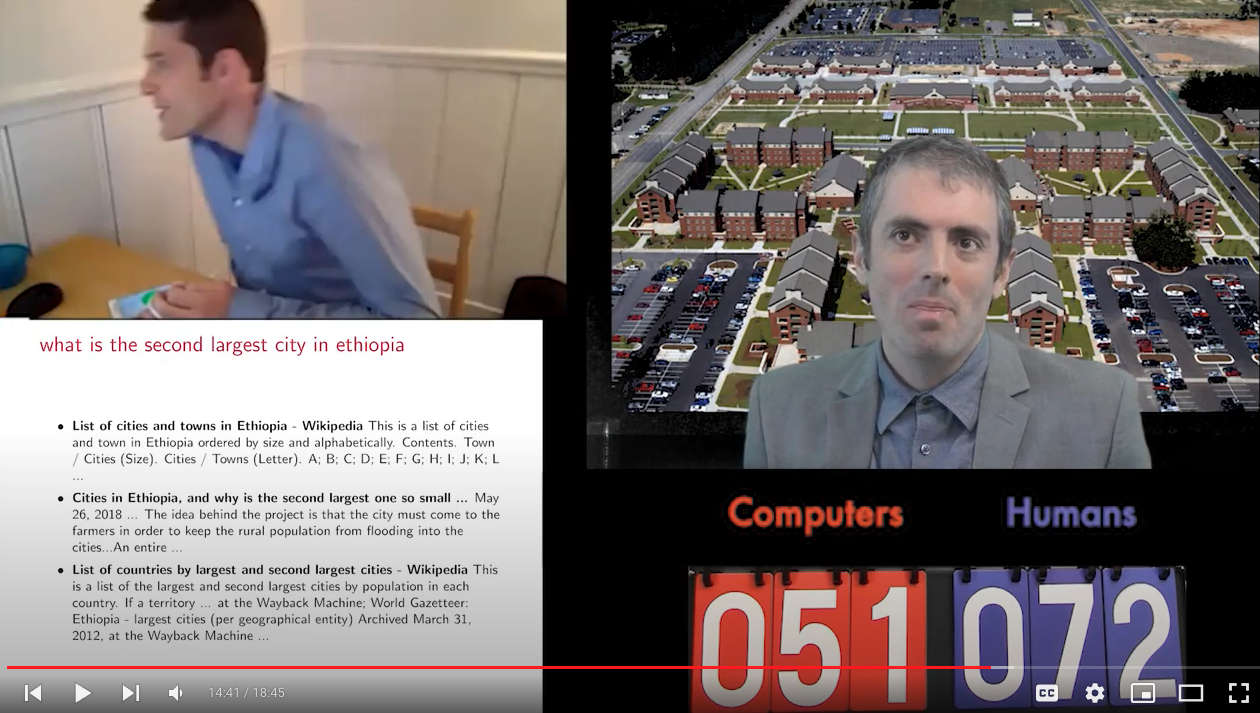 what is the second largest city in ethiopia
• List of cities and towns in Ethiopia - Wikipedia This is a list of cities
and town in Ethiopia ordered by size and alphabetically. Contents. Town
/ Cities (Size). Cities / Towns (Letter). A; B; C; D; E; F; G; H; I; J; K; L
...
• Cities in Ethiopia, and why is the second largest one so small ... May
26, 2018 ... The idea behind the project is that the city must come to the
farmers in order to keep the rural population from flooding into the
cities...An entire ...
• List of countries by largest and second largest cities - Wikipedia This
is a list of the largest and second largest cities by population in each
country. If a territory ... at the Wayback Machine; World Gazetteer:
Ethiopia - largest cities (per geographical entity) Archived March 31,
2012, at the Wayback Machine ...
Computers Humans
051 072
14:41 / 18:45
CC